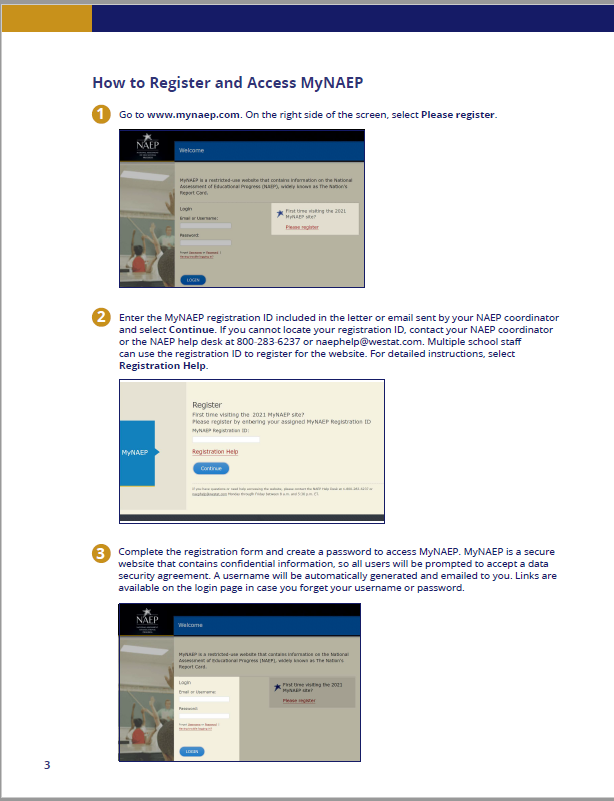 How to Register and Access MyNAEP
1
Go to www.mynaep.com. On the right side of the screen, select Please register.
NAEP
Welcome
MyNAEP is a restricted-use website that contains information on the National
Assessment of Educational Progress (NAEP), widely known as The Nation's
Report Card.
Login
Email or Username:
Password:
LOGIN
First time visiting the 2021
MyNAEP site?
Please register
2
Enter the MyNAEP registration ID included in the letter or email sent by your NAEP coordinator
and select Continue. If you cannot locate your registration ID, contact your NAEP coordinator
or the NAEP help desk at 800-283-6237 or naephelp@westat.com. Multiple school staff
can use the registration ID to register for the website. For detailed instructions, select
Registration Help.
MyNAEP
Register
First time visiting the 2021 MyNAEP site?
Please register by entering your assigned MyNAEP Registration ID
MyNAEP Registration ID:
Registration Help
Continue
3
Complete the registration form and create a password to access MyNAEP. MyNAEP is a secure
website that contains confidential information, so all users will be prompted to accept a data
security agreement. A username will be automatically generated and emailed to you. Links are
available on the login page in case you forget your username or password.
NAEP
Welcome
MyNAEP is a restricted-use website that contains information on the National
Assessment of Educational Progress (NAEP), widely known as The Nation's
Report Card.
Login
Email or Username:
Password:
LOGIN
First time visiting the 2021
MyNAEP site?
Please register
3